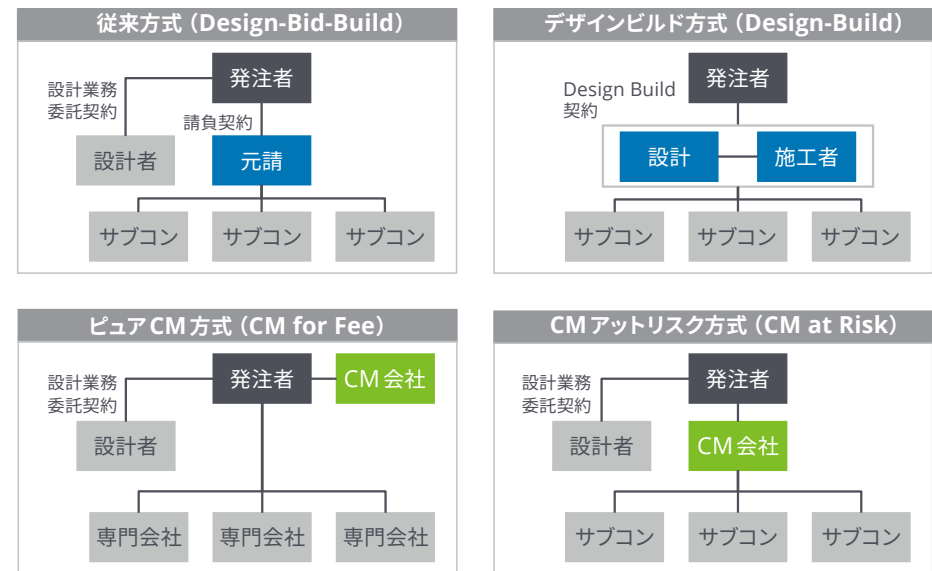 従来方式（Design-Bid-Build）
発注者
設計業務
委託契約
請負契約
設計者
元請
サブコン
サブコン
サブコン
デザインビルド方式（Design-Build）
発注者
Design Build
契約
設計
施工者
サブコン
サブコン
サブコン
ピュアCM方式（CM for Fee）
発注者
CM会社
設計業務
委託契約
設計者
専門会社
専門会社
専門会社
CMアットリスク方式（CM at Risk）
発注者
設計業務
委託契約
設計者
CM会社
サブコン
サブコン
サブコン